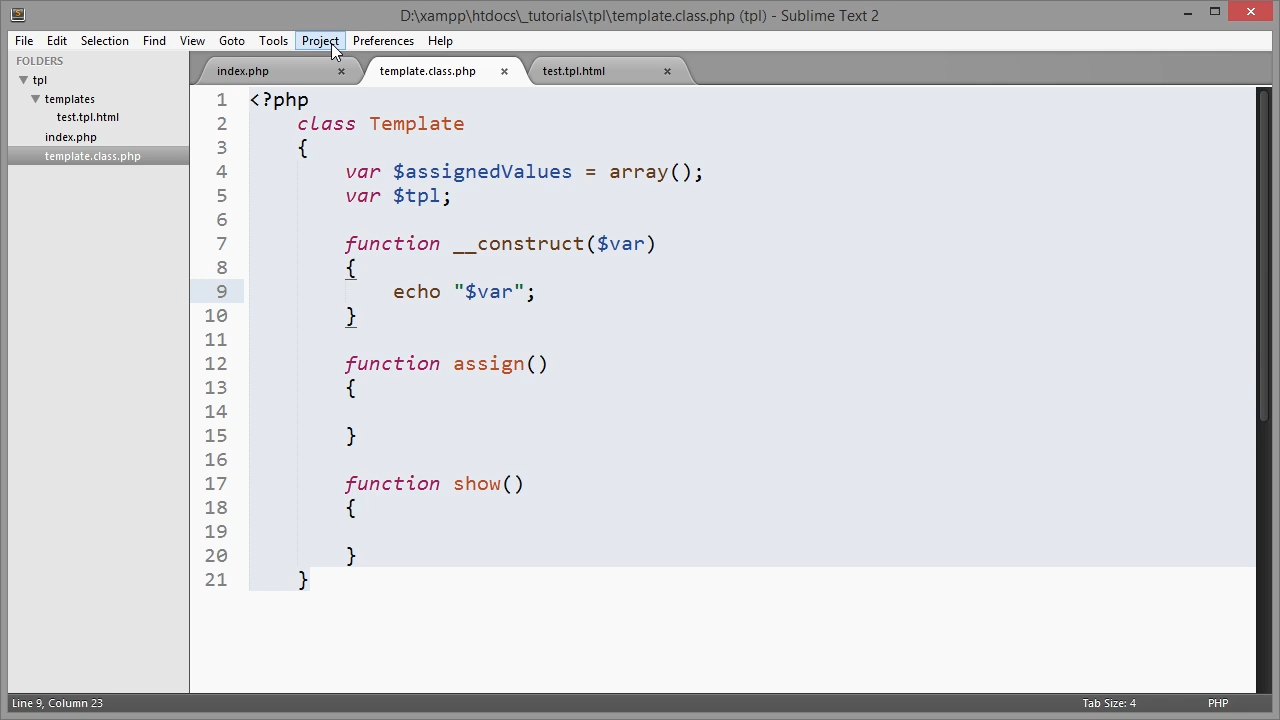 D:\xampp\htdocs\_tutorials\tpl\template.class.php (tpl) - Sublime Text 2
File Edit Selection Find View Goto Tools Project Preferences Help
FOLDERS
tpl
templates
test.tpl.html
index.php
template.class.php
index.php × template.class.php × test.tpl.html ×
1 <?php
2     class Template
3     {
4         var $assignedValues = array();
5         var $tpl;
6
7         function __construct($var)
8         {
9             echo "$var";
10         }
11
12         function assign()
13         {
14
15         }
16
17         function show()
18         {
19
20         }
21     }
Line 9, Column 23 Tab Size: 4 PHP